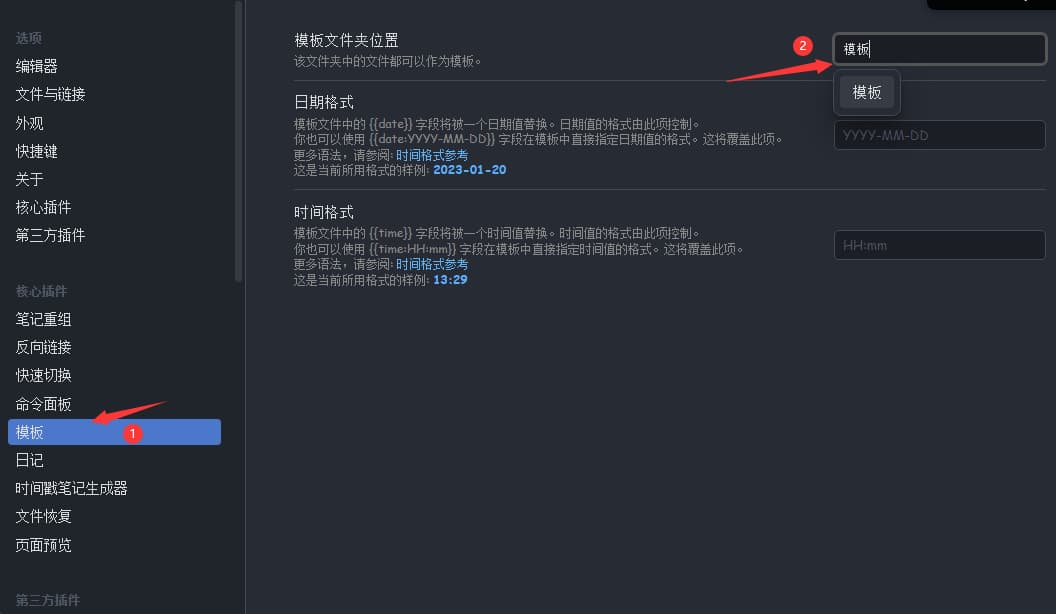 选项
编辑器
文件与链接
外观
快捷键
关于
核心插件
第三方插件
核心插件
笔记重组
反向链接
快速切换
命令面板
模板
1
日记
时间戳笔记生成器
文件恢复
页面预览
第三方插件
模板文件夹位置
该文件夹中的文件都可以作为模板。
2
模板
模板
日期格式
模板文件中的 {{date}} 字段将被一个日期值替换。日期值的格式由此项控制。
你也可以使用 {{date:YYYY-MM-DD}} 字段在模板中直接指定日期值的格式。这将覆盖此项。
更多语法，请参阅: 时间格式参考
这是当前所用格式的样例: 2023-01-20
YYYY-MM-DD
时间格式
模板文件中的 {{time}} 字段将被一个时间值替换。时间值的格式由此项控制。
你也可以使用 {{time:HH:mm}} 字段在模板中直接指定时间值的格式。这将覆盖此项。
更多语法，请参阅: 时间格式参考
这是当前所用格式的样例: 13:29
HH:mm